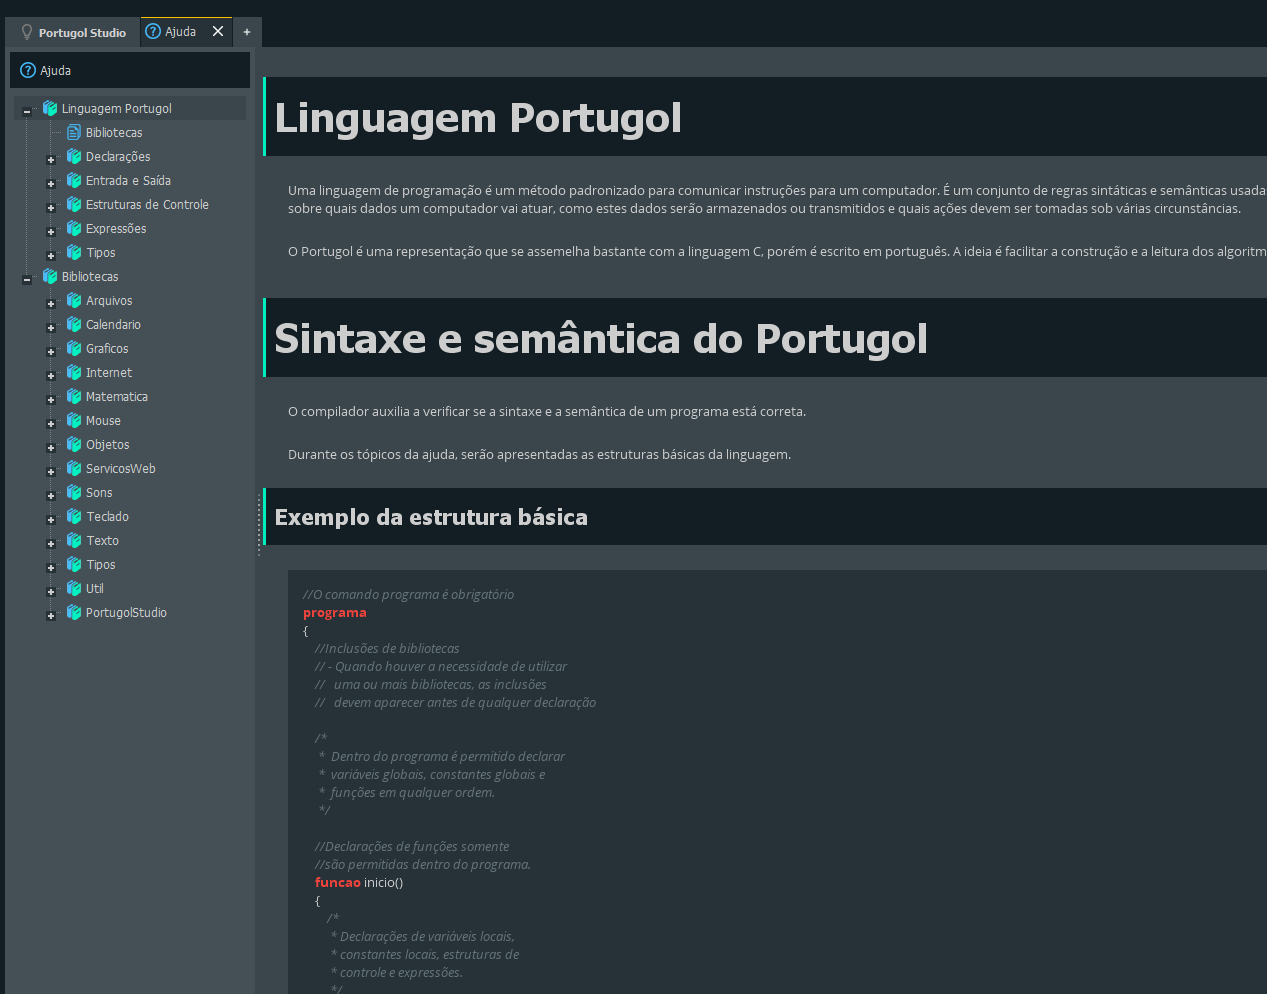 Portugol Studio
Ajuda
+
Ajuda
Linguagem Portugol
Bibliotecas
Declarações
Entrada e Saída
Estruturas de Controle
Expressões
Tipos
Bibliotecas
Arquivos
Calendario
Graficos
Internet
Matematica
Mouse
Objetos
ServicosWeb
Sons
Teclado
Texto
Tipos
Util
PortugolStudio
Linguagem Portugol
Uma linguagem de programação é um método padronizado para comunicar instruções para um computador. É um conjunto de regras sintáticas e semânticas usada
sobre quais dados um computador vai atuar, como estes dados serão armazenados ou transmitidos e quais ações devem ser tomadas sob várias circunstâncias.
O Portugol é uma representação que se assemelha bastante com a linguagem C, porém é escrito em português. A ideia é facilitar a construção e a leitura dos algoritm
Sintaxe e semântica do Portugol
O compilador auxilia a verificar se a sintaxe e a semântica de um programa está correta.
Durante os tópicos da ajuda, serão apresentadas as estruturas básicas da linguagem.
Exemplo da estrutura básica
//O comando programa é obrigatório
programa
{
//Inclusões de bibliotecas
// - Quando houver a necessidade de utilizar
//   uma ou mais bibliotecas, as inclusões
//   devem aparecer antes de qualquer declaração
/*
*  Dentro do programa é permitido declarar
*  variáveis globais, constantes globais e
*  funções em qualquer ordem.
*/
//Declarações de funções somente
//são permitidas dentro do programa.
funcao inicio()
{
/*
* Declarações de variáveis locais,
* constantes locais, estruturas de
* controle e expressões.
*/